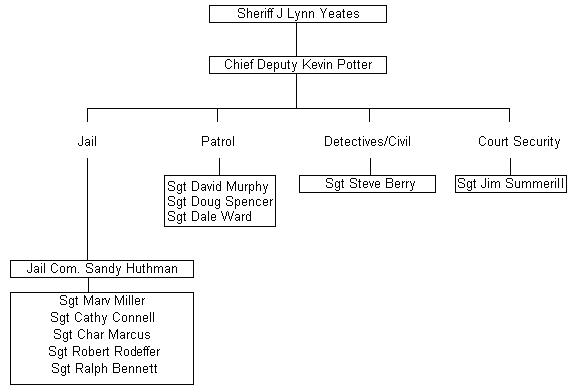 Sheriff J Lynn Yeates
Chief Deputy Kevin Potter
Jail
Patrol
Detectives/Civil
Court Security
Sgt David Murphy
Sgt Doug Spencer
Sgt Dale Ward
Sgt Steve Berry
Sgt Jim Summerill
Jail Com. Sandy Huthman
Sgt Marv Miller
Sgt Cathy Connell
Sgt Char Marcus
Sgt Robert Rodeffer
Sgt Ralph Bennett